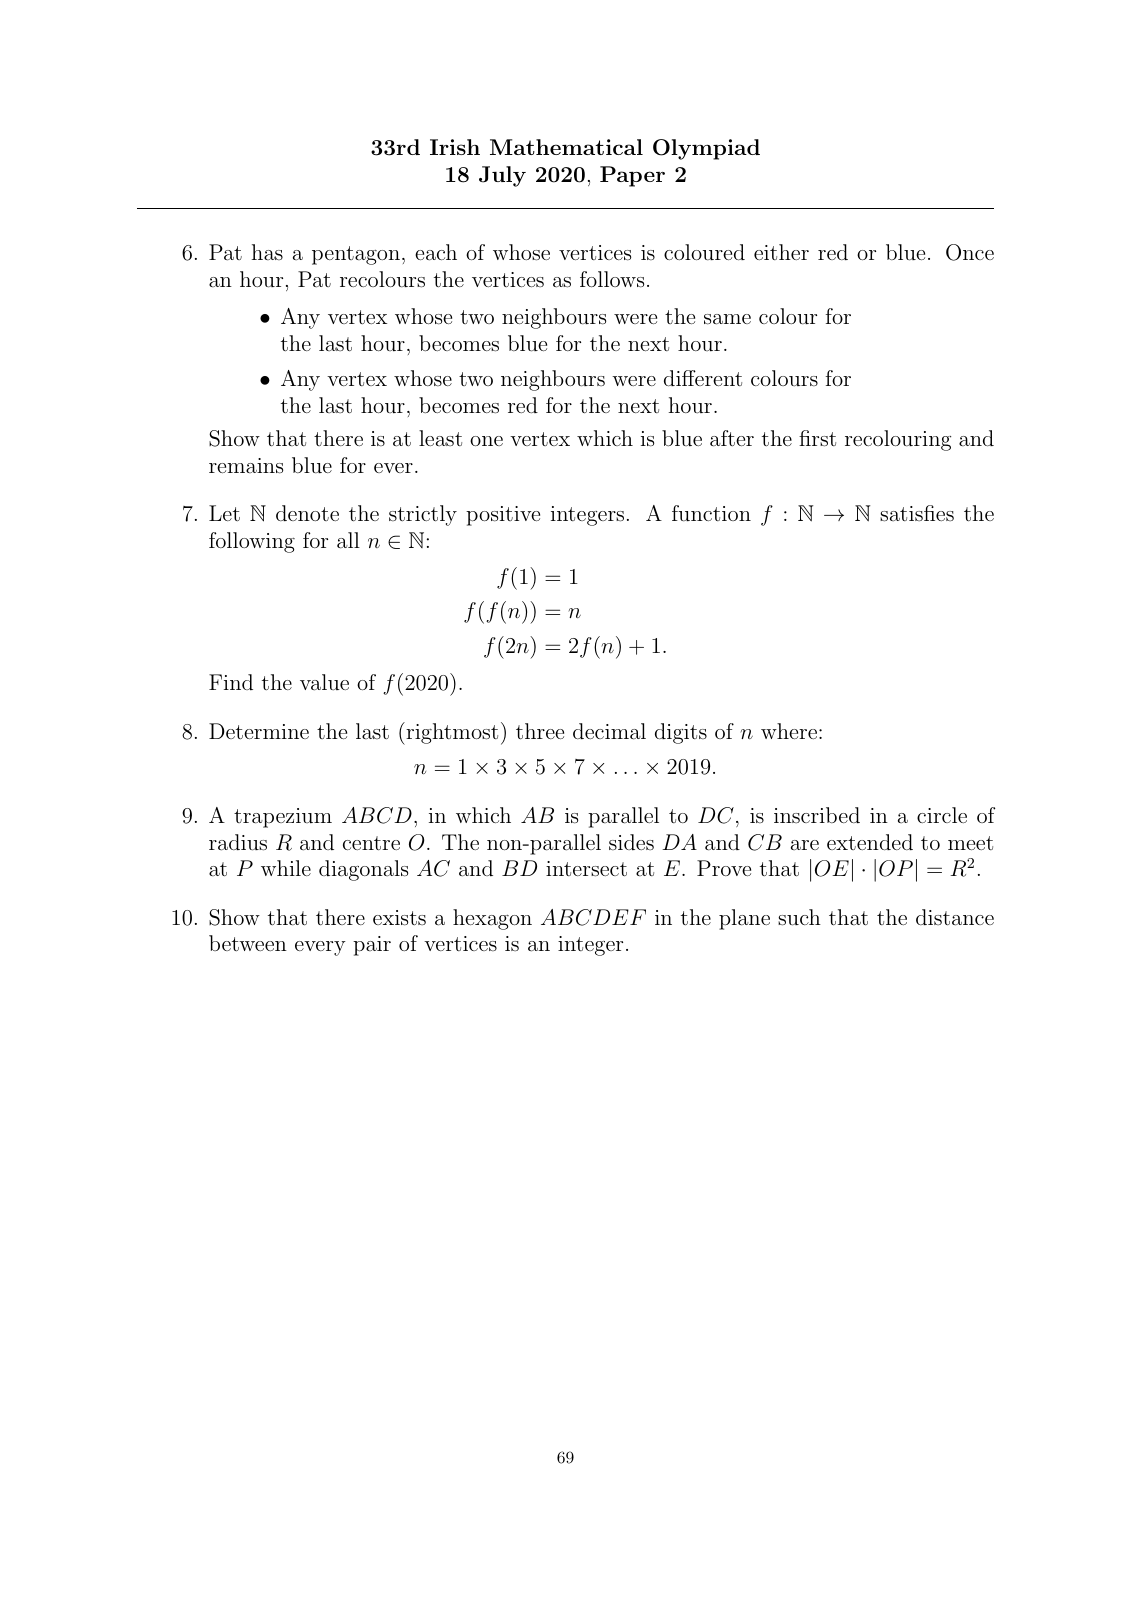 33rd Irish Mathematical Olympiad
18 July 2020, Paper 2
6. Pat has a pentagon, each of whose vertices is coloured either red or blue. Once
an hour, Pat recolours the vertices as follows.
• Any vertex whose two neighbours were the same colour for
the last hour, becomes blue for the next hour.
• Any vertex whose two neighbours were different colours for
the last hour, becomes red for the next hour.
Show that there is at least one vertex which is blue after the first recolouring and
remains blue for ever.
7. Let ℕ denote the strictly positive integers. A function f : ℕ → ℕ satisfies the
following for all n ∈ ℕ:
f(1) = 1
f(f(n)) = n
f(2n) = 2f(n) + 1.
Find the value of f(2020).
8. Determine the last (rightmost) three decimal digits of n where:
n = 1 × 3 × 5 × 7 × . . . × 2019.
9. A trapezium ABCD, in which AB is parallel to DC, is inscribed in a circle of
radius R and centre O. The non-parallel sides DA and CB are extended to meet
at P while diagonals AC and BD intersect at E. Prove that |OE| · |OP| = R².
10. Show that there exists a hexagon ABCDEF in the plane such that the distance
between every pair of vertices is an integer.
69